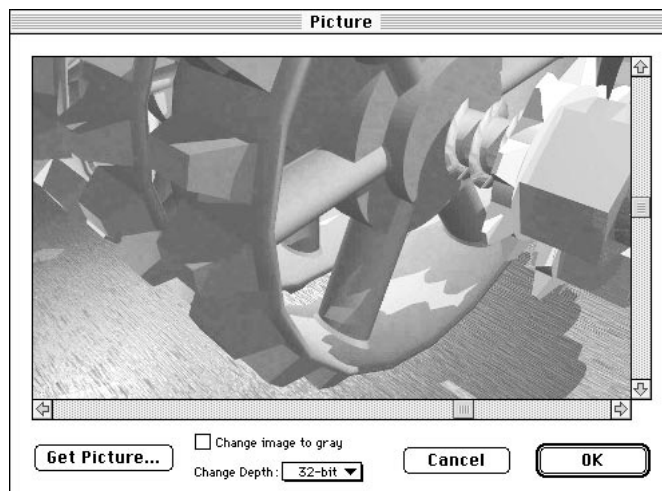 Picture
Change image to gray
Get Picture...
Change Depth: 32-bit
Cancel
OK